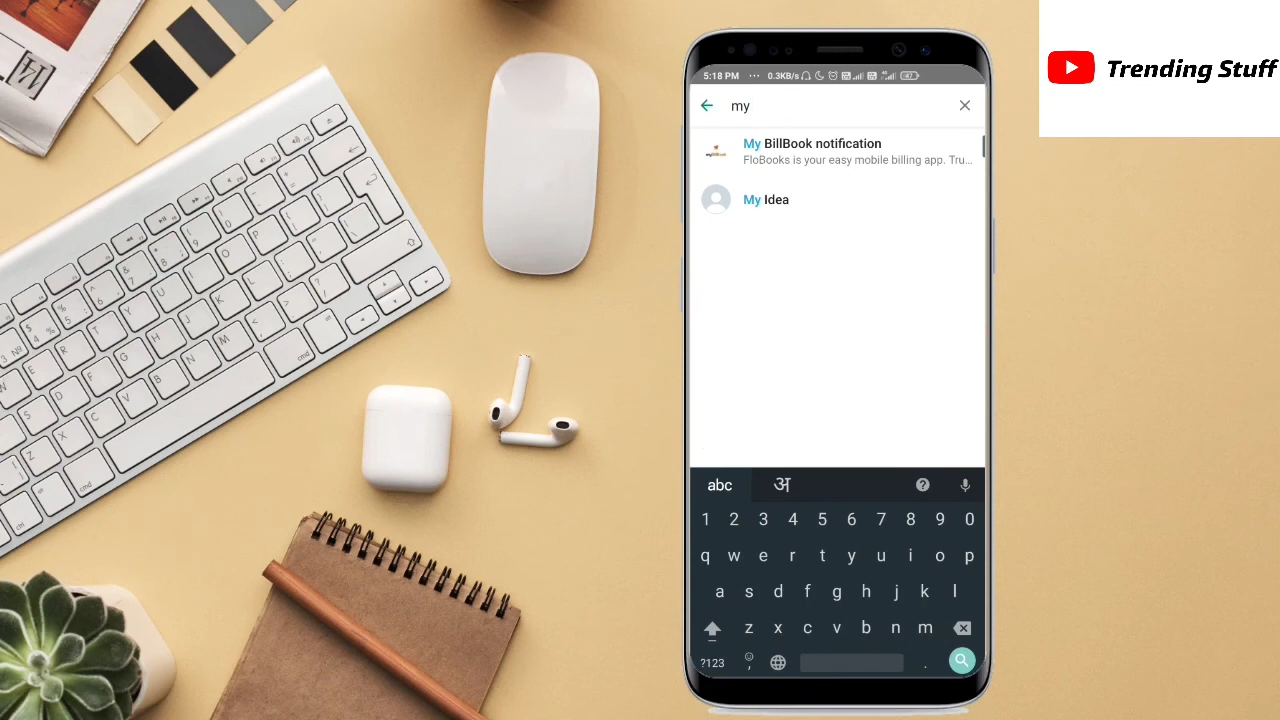 Trending Stuff
5:18 PM ... 0.3KB/s
my
My BillBook notification
FloBooks is your easy mobile billing app. Tru...
My Idea
abc अ
1 2 3 4 5 6 7 8 9 0
q w e r t y u i o p
a s d f g h j k l
z x c v b n m
?123 , .